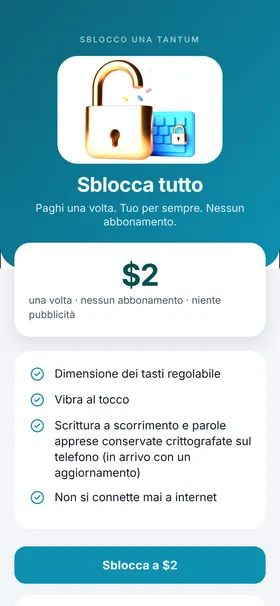 SBLOCCO UNA TANTUM
Sblocca tutto
Paghi una volta. Tuo per sempre. Nessun
abbonamento.
$2
una volta · nessun abbonamento · niente
pubblicità
Dimensione dei tasti regolabile
Vibra al tocco
Scrittura a scorrimento e parole
apprese conservate crittografate sul
telefono (in arrivo con un
aggiornamento)
Non si connette mai a internet
Sblocca a $2